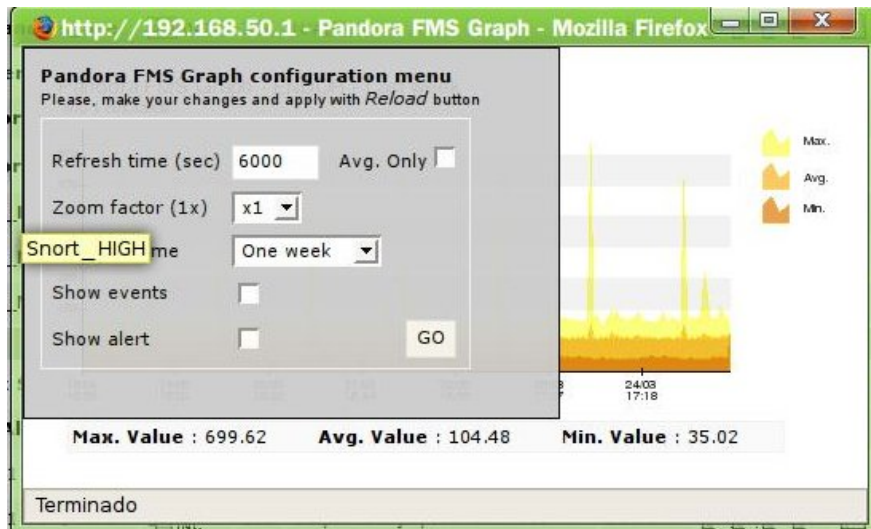 http://192.168.50.1 - Pandora FMS Graph - Mozilla Firefox
Pandora FMS Graph configuration menu
Please, make your changes and apply with Reload button
Refresh time (sec) 6000 Avg. Only
Zoom factor (1x) x1
Snort_HIGH me One week
Show events
Show alert GO
Max.
Avg.
Min.
24/03
17:18
Max. Value : 699.62 Avg. Value : 104.48 Min. Value : 35.02
Terminado